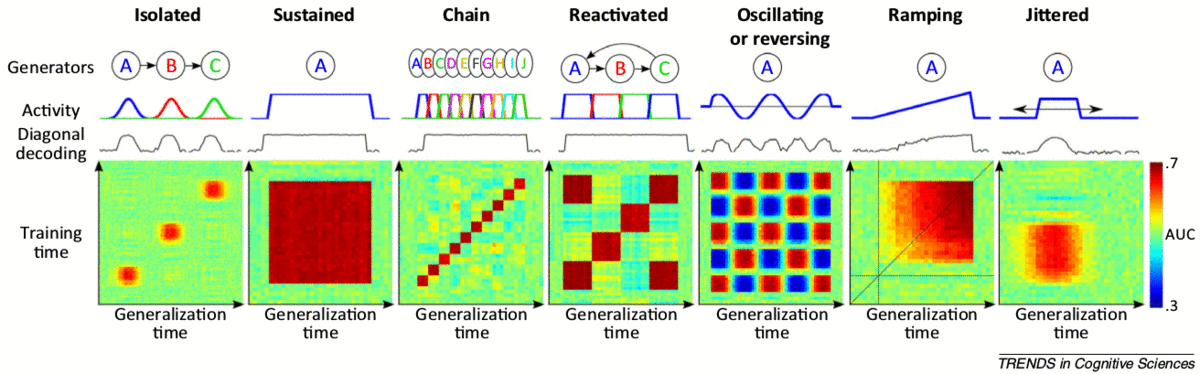 Isolated
Sustained
Chain
Reactivated
Oscillating
or reversing
Ramping
Jittered
Generators
A B C
A
A B C D E F G H I J
A B C
A
A
A
Activity
Diagonal
decoding
Training
time
.7
AUC
.3
Generalization
time
Generalization
time
Generalization
time
Generalization
time
Generalization
time
Generalization
time
Generalization
time
TRENDS in Cognitive Sciences